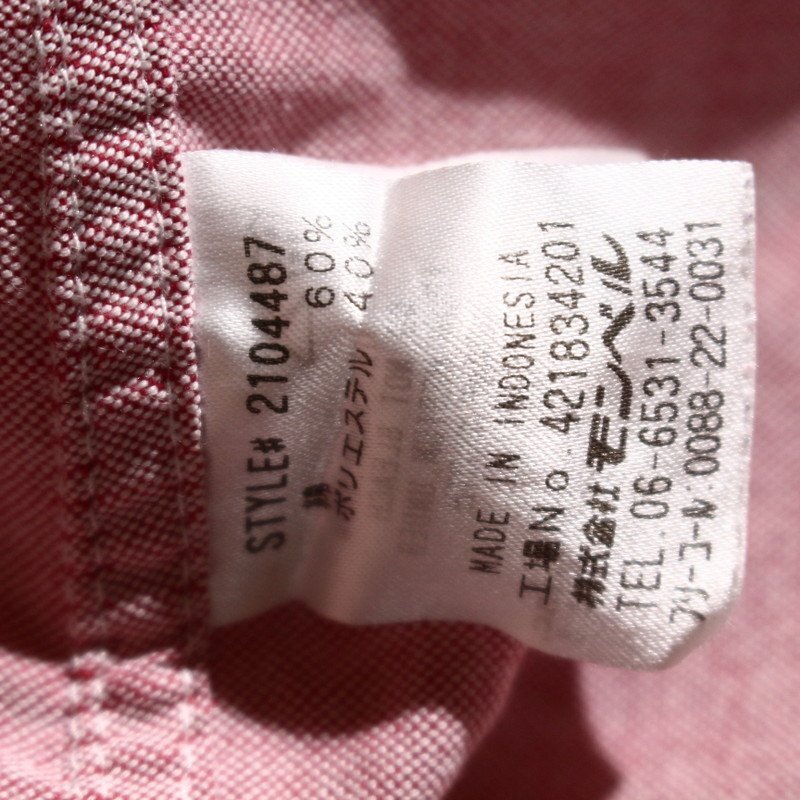 STYLE# 2104487
綿 60%
ポリエステル 40%
MADE IN INDONESIA
工場No.421834201
株式会社モンベル
TEL.06-6531-3544
フリーコール.0088-22-0031